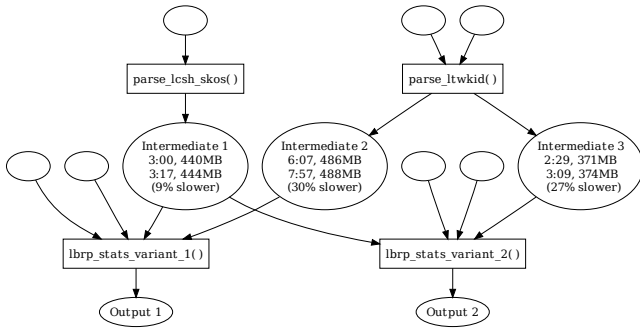 parse_lcsh_skos( )
parse_ltwkid( )
Intermediate 1
3:00, 440MB
3:17, 444MB
(9% slower)
Intermediate 2
6:07, 486MB
7:57, 488MB
(30% slower)
Intermediate 3
2:29, 371MB
3:09, 374MB
(27% slower)
lbrp_stats_variant_1( )
lbrp_stats_variant_2( )
Output 1
Output 2